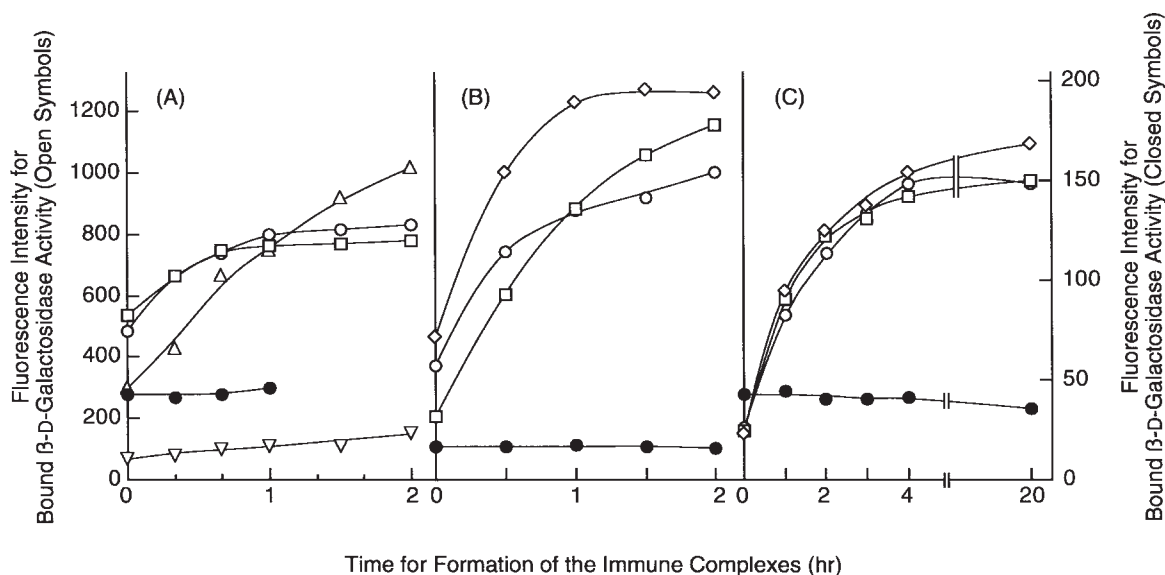 Fluorescence Intensity for
Bound β-D-Galactosidase Activity (Open Symbols)
1200
1000
800
600
400
200
0
(A)
(B)
(C)
0 1 2
0 1 2
0 2 4 20
200
150
100
50
0
Fluorescence Intensity for
Bound β-D-Galactosidase Activity (Closed Symbols)
Time for Formation of the Immune Complexes (hr)